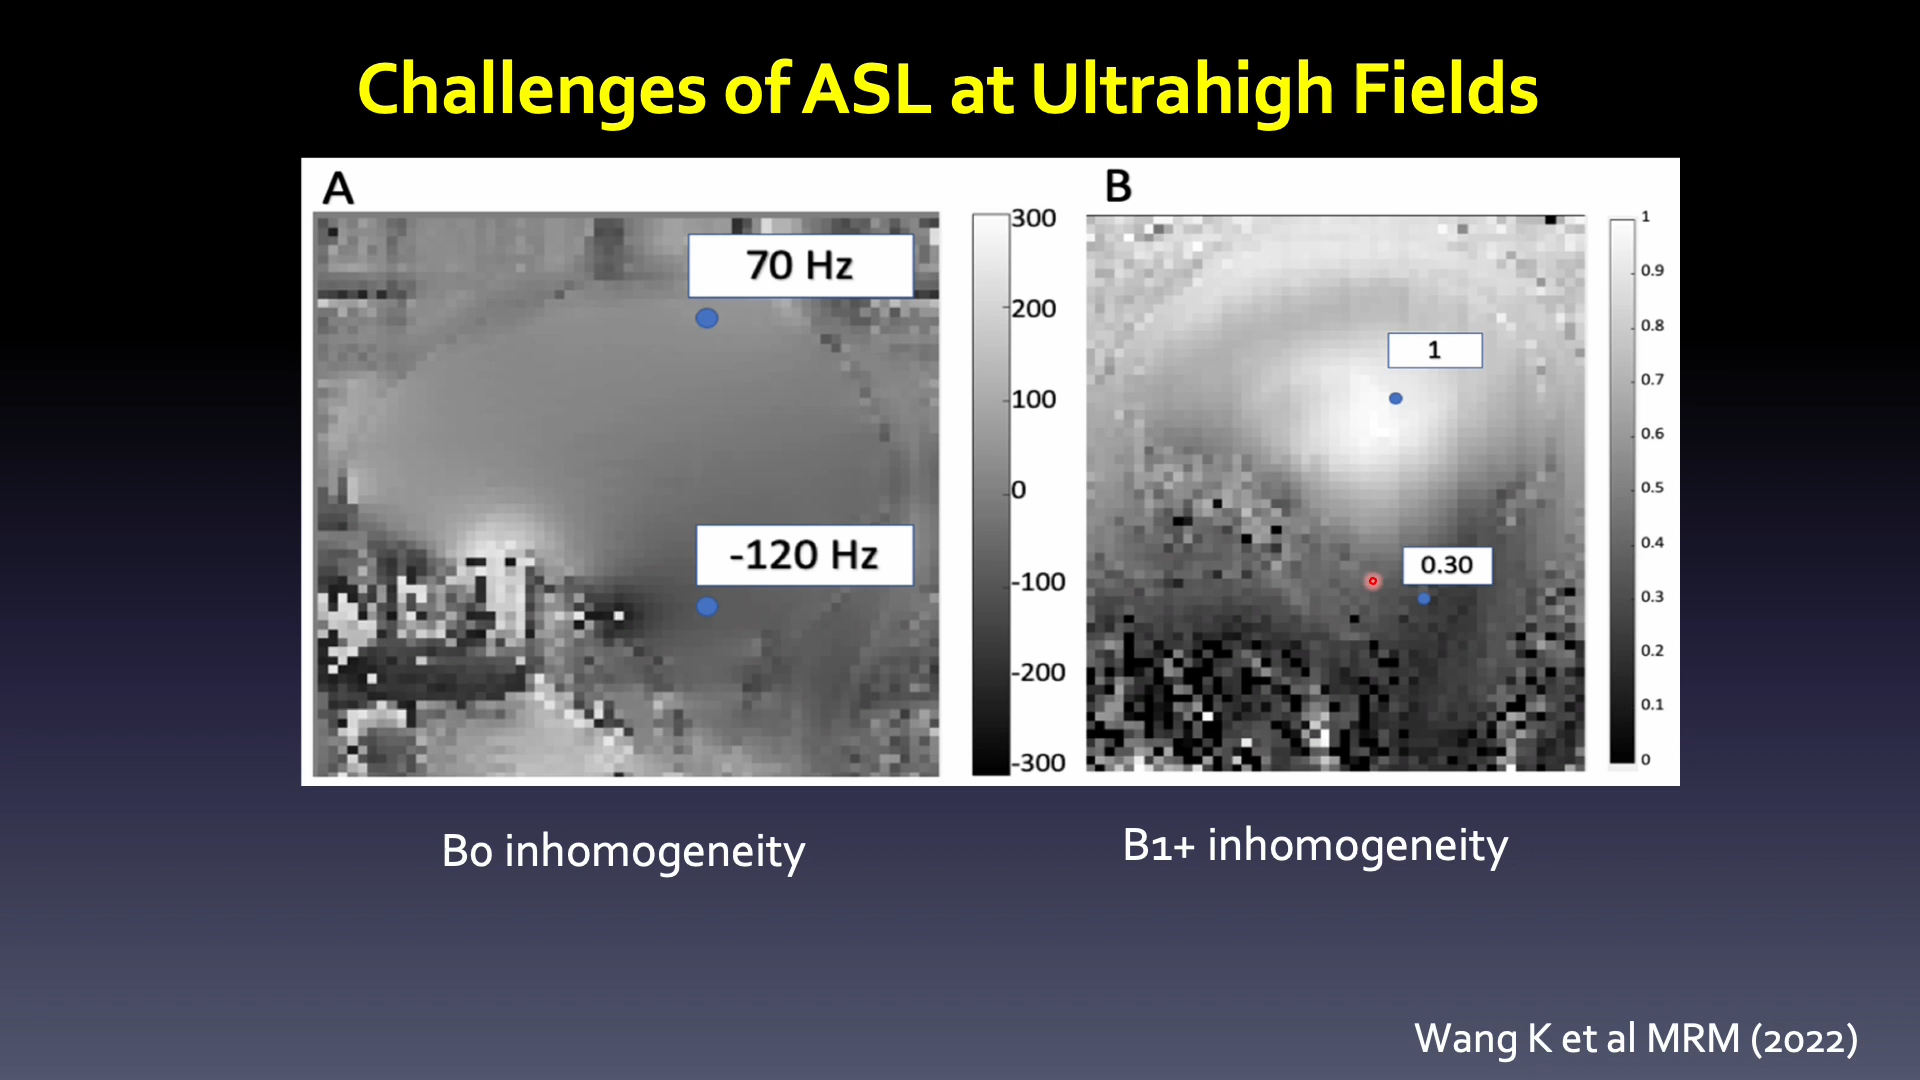 Challenges of ASL at Ultrahigh Fields
A
B
70 Hz
-120 Hz
300
200
100
0
-100
-200
-300
1
0.30
1
0.9
0.8
0.7
0.6
0.5
0.4
0.3
0.2
0.1
0
B0 inhomogeneity
B1+ inhomogeneity
Wang K et al MRM (2022)